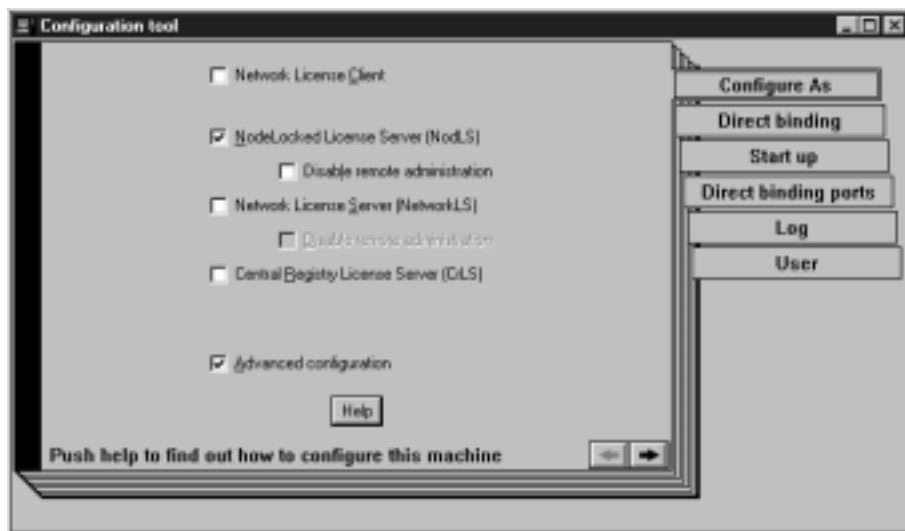 Configuration tool
Network License Client
NodeLocked License Server (NodLS)
Disable remote administration
Network License Server (NetworkLS)
Disable remote administration
Central Registry License Server (CrLS)
Advanced configuration
Help
Push help to find out how to configure this machine
Configure As
Direct binding
Start up
Direct binding ports
Log
User